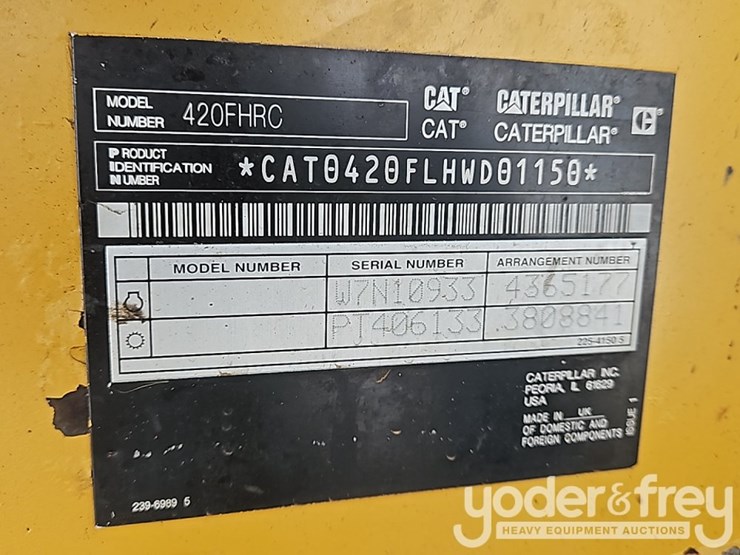 MODEL NUMBER 420FHRC
CAT® CATERPILLAR®
CAT® CATERPILLAR®
PRODUCT IDENTIFICATION NUMBER *CAT0420FLHWD01150*
MODEL NUMBER SERIAL NUMBER ARRANGEMENT NUMBER
W7N10933 4365177
PJ406133 3808841
225-4150 5
CATERPILLAR INC.
PEORIA, IL 61629
USA
MADE IN UK
OF DOMESTIC AND
FOREIGN COMPONENTS
ISSUE 1
239-6989 5
yoder&frey
HEAVY EQUIPMENT AUCTIONS